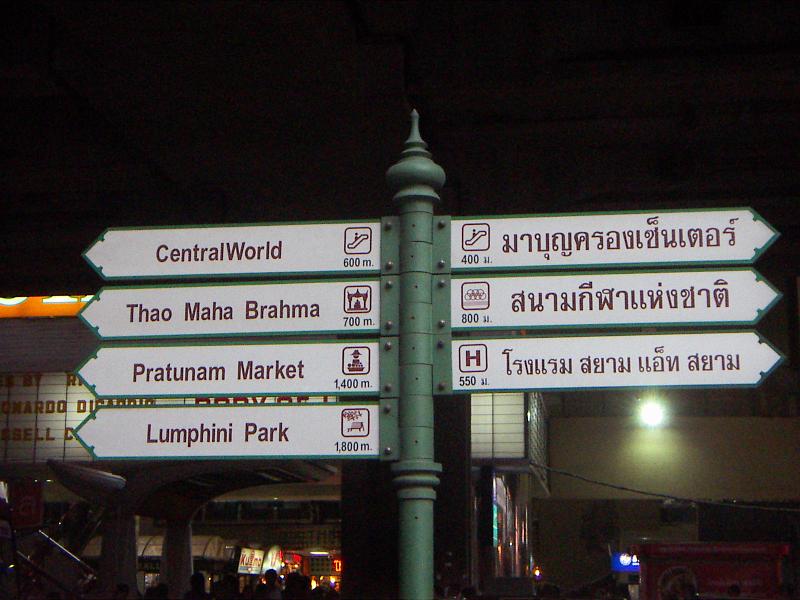 CentralWorld
600 m.
Thao Maha Brahma
700 m.
Pratunam Market
1,400 m.
Lumphini Park
1,800 m.
มาบุญครองเซ็นเตอร์
400 ม.
สนามกีฬาแห่งชาติ
800 ม.
H
โรงแรม สยาม แอ็ท สยาม
550 ม.
BY